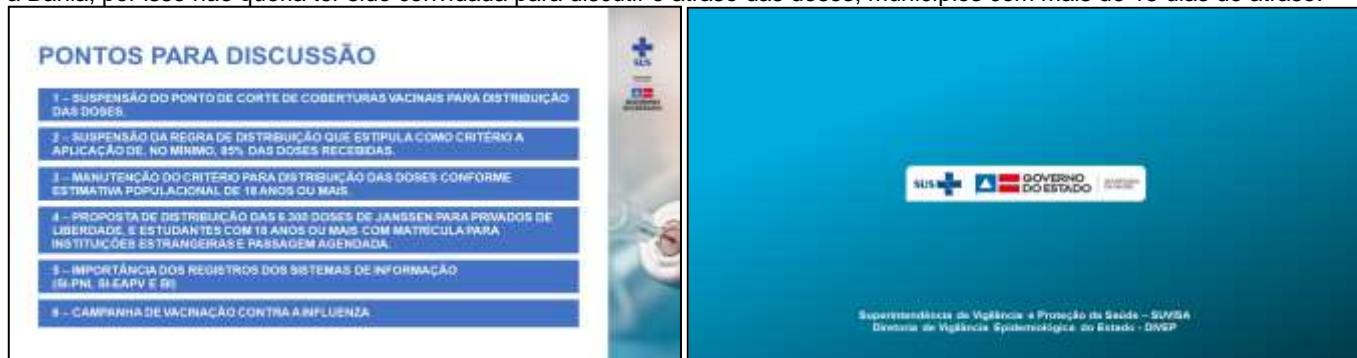 a Bahia, por isso não queria ter sido convidada para discutir o atraso das doses, municípios com mais de 15 dias de atraso.
PONTOS PARA DISCUSSÃO
1 – SUSPENSÃO DO PONTO DE CORTE DE COBERTURAS VACINAIS PARA DISTRIBUIÇÃO
DAS DOSES.
2 – SUSPENSÃO DA REGRA DE DISTRIBUIÇÃO QUE ESTIPULA COMO CRITÉRIO A
APLICAÇÃO DE, NO MÍNIMO, 85% DAS DOSES RECEBIDAS.
3 – MANUTENÇÃO DO CRITÉRIO PARA DISTRIBUIÇÃO DAS DOSES CONFORME
ESTIMATIVA POPULACIONAL DE 18 ANOS OU MAIS.
4 – PROPOSTA DE DISTRIBUIÇÃO DAS 6.300 DOSES DE JANSSEN PARA PRIVADOS DE
LIBERDADE, E ESTUDANTES COM 18 ANOS OU MAIS COM MATRÍCULA PARA
INSTITUIÇÕES ESTRANGEIRAS E PASSAGEM AGENDADA.
5 – IMPORTÂNCIA DOS REGISTROS DOS SISTEMAS DE INFORMAÇÃO
(SI-PNI, SI-EAPV E SI)
6 – CAMPANHA DE VACINAÇÃO CONTRA A INFLUENZA
SUS
GOVERNO
DO ESTADO
SUS
GOVERNO
DO ESTADO
Superintendência de Vigilância e Proteção da Saúde – SUVISA
Diretoria de Vigilância Epidemiológica do Estado - DIVEP